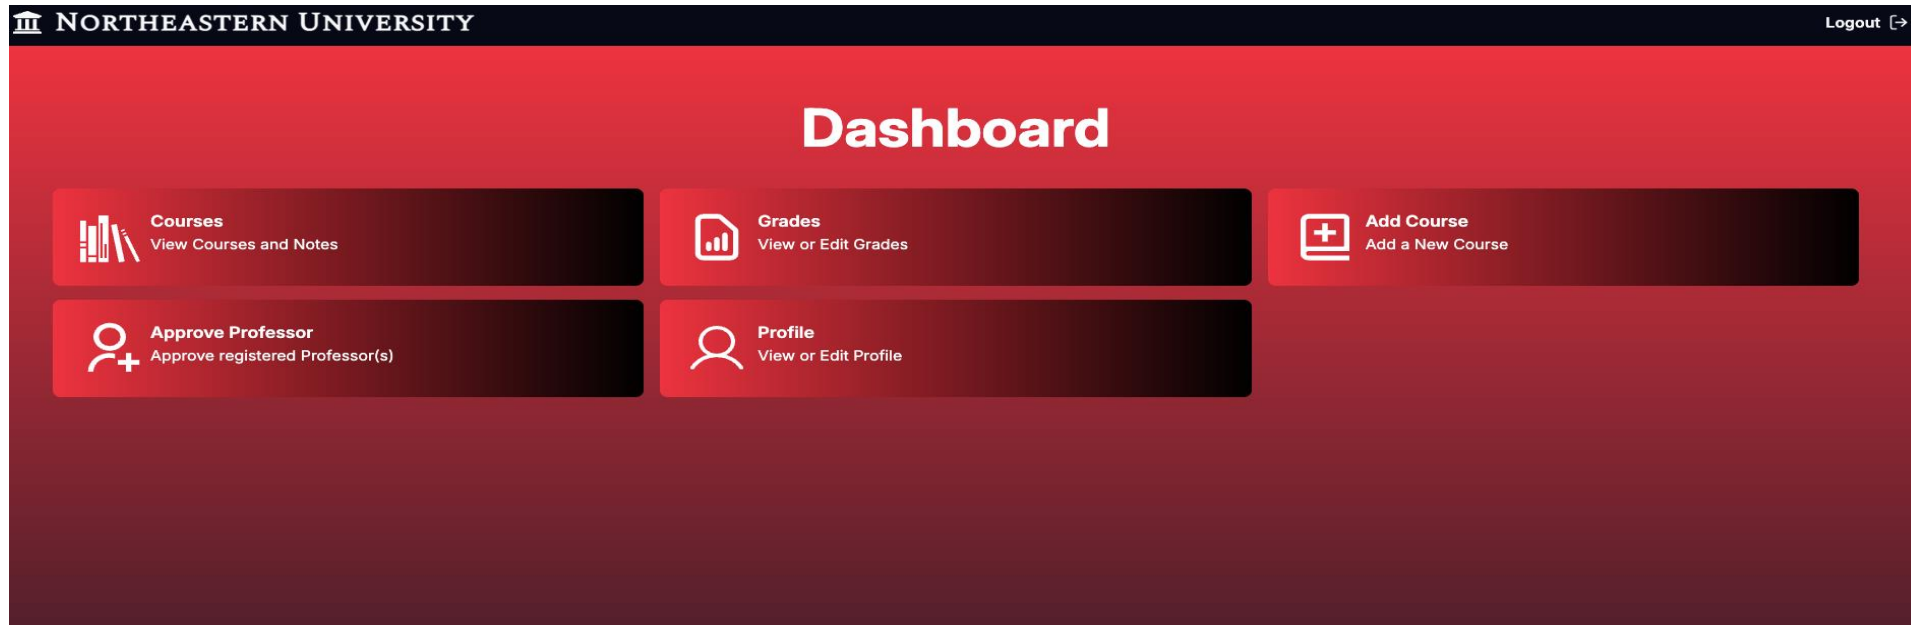 NORTHEASTERN UNIVERSITY
Logout
Dashboard
Courses
View Courses and Notes
Grades
View or Edit Grades
Add Course
Add a New Course
Approve Professor
Approve registered Professor(s)
Profile
View or Edit Profile